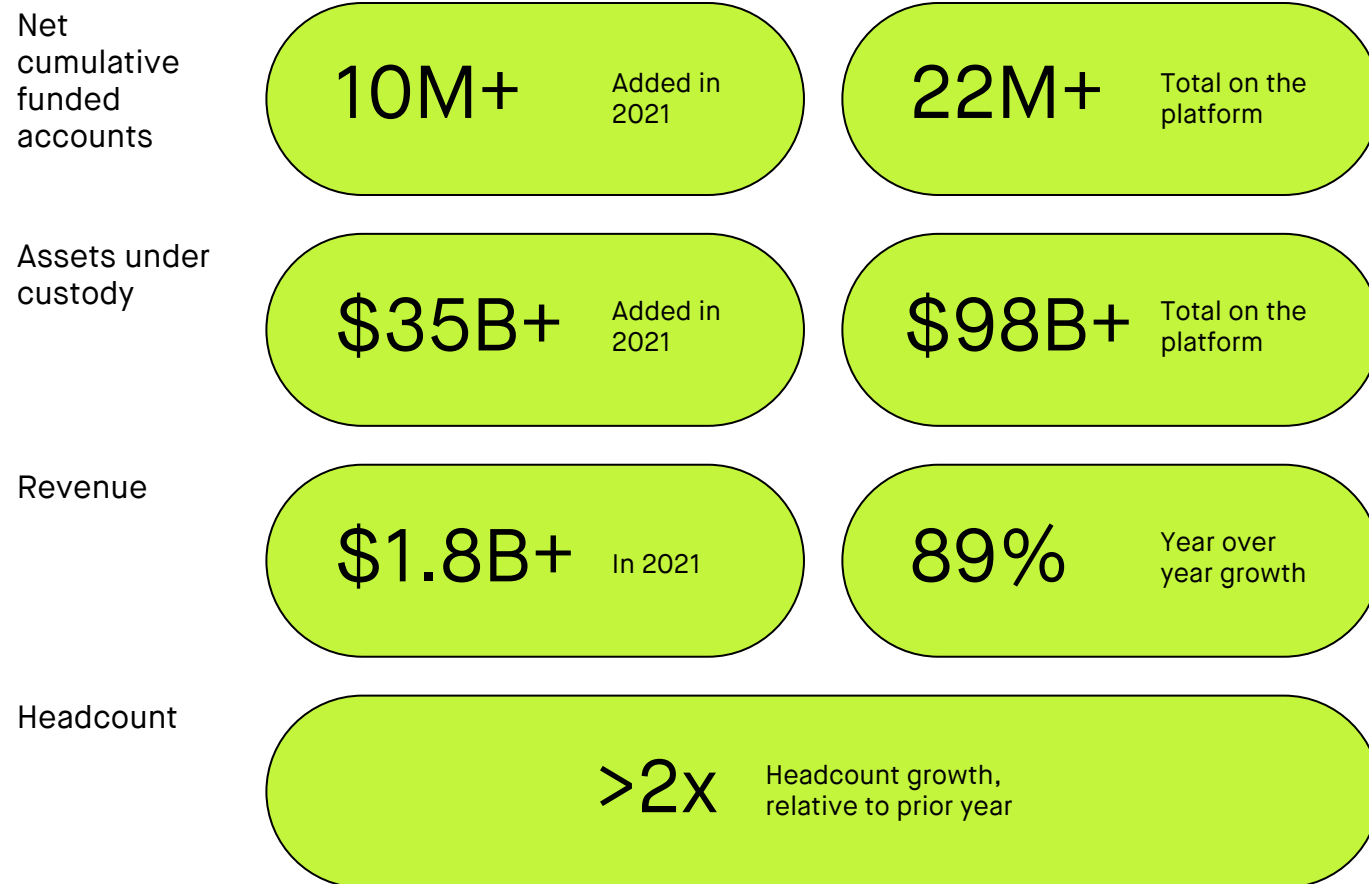 Net
cumulative
funded
accounts
10M+
Added in
2021
22M+
Total on the
platform
Assets under
custody
$35B+
Added in
2021
$98B+
Total on the
platform
Revenue
$1.8B+
In 2021
89%
Year over
year growth
Headcount
>2x
Headcount growth,
relative to prior year